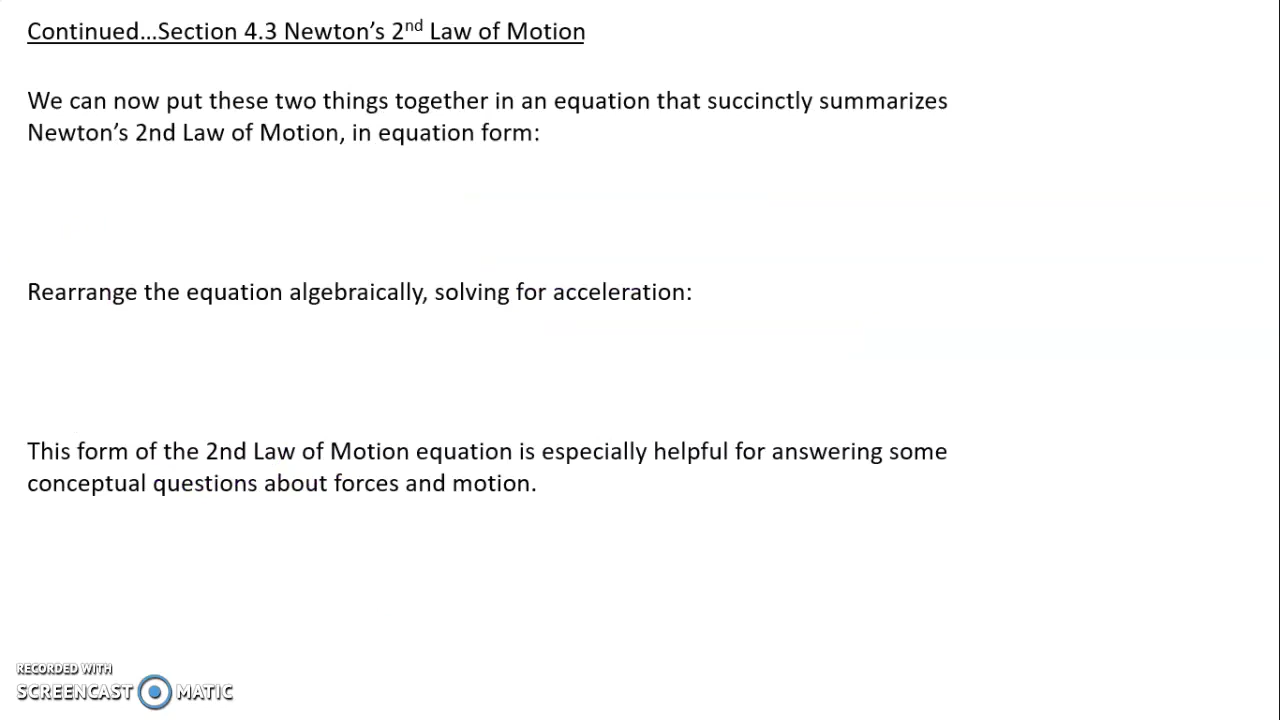 Continued...Section 4.3 Newton's 2nd Law of Motion
We can now put these two things together in an equation that succinctly summarizes
Newton's 2nd Law of Motion, in equation form:
Rearrange the equation algebraically, solving for acceleration:
This form of the 2nd Law of Motion equation is especially helpful for answering some
conceptual questions about forces and motion.
RECORDED WITH
SCREENCAST MATIC